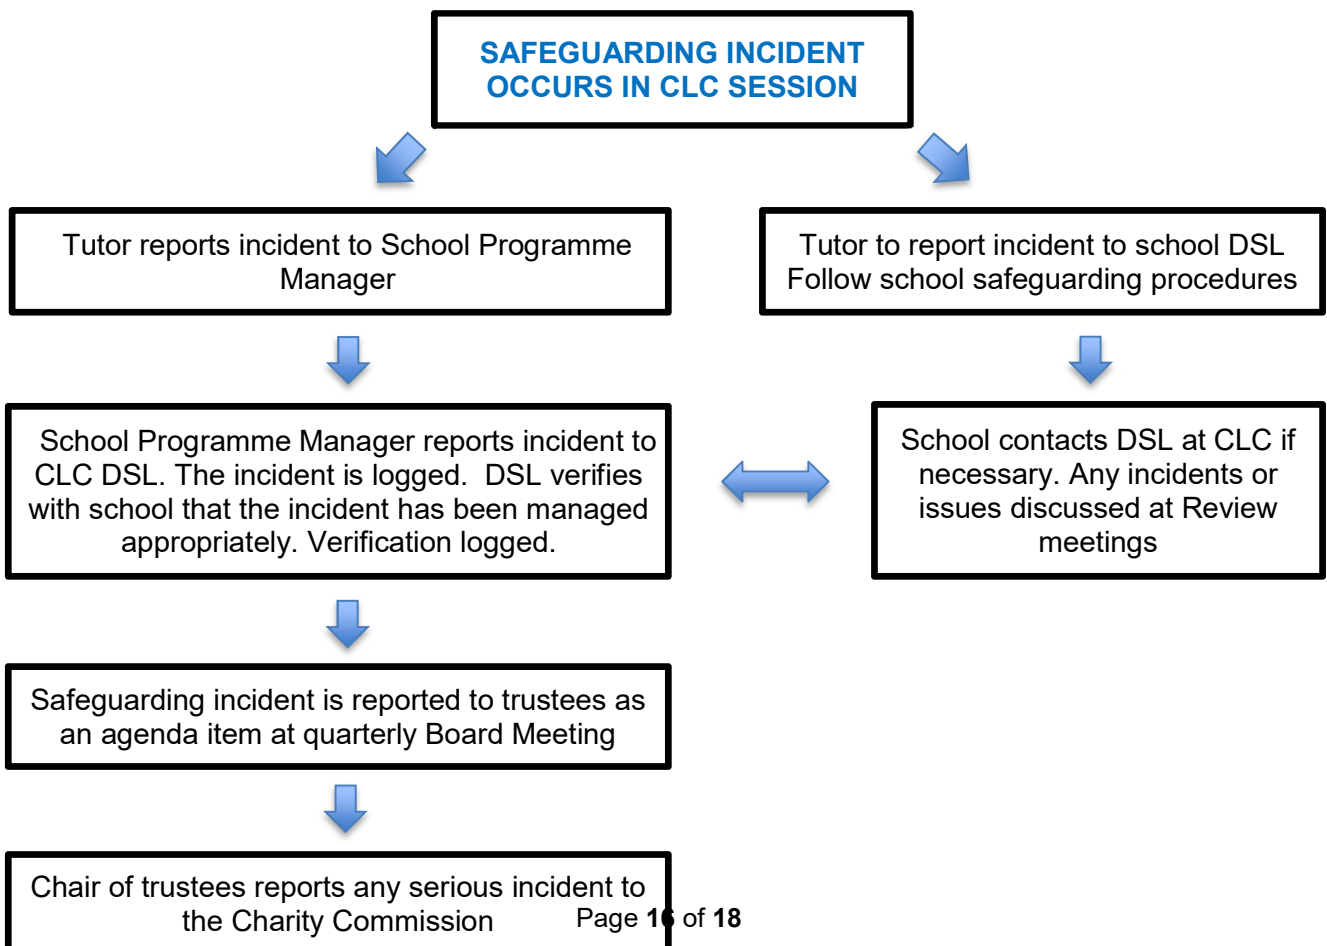 SAFEGUARDING INCIDENT
OCCURS IN CLC SESSION
Tutor reports incident to School Programme
Manager
Tutor to report incident to school DSL
Follow school safeguarding procedures
School Programme Manager reports incident to
CLC DSL. The incident is logged.  DSL verifies
with school that the incident has been managed
appropriately. Verification logged.
School contacts DSL at CLC if
necessary. Any incidents or
issues discussed at Review
meetings
Safeguarding incident is reported to trustees as
an agenda item at quarterly Board Meeting
Chair of trustees reports any serious incident to
the Charity Commission
Page 16 of 18